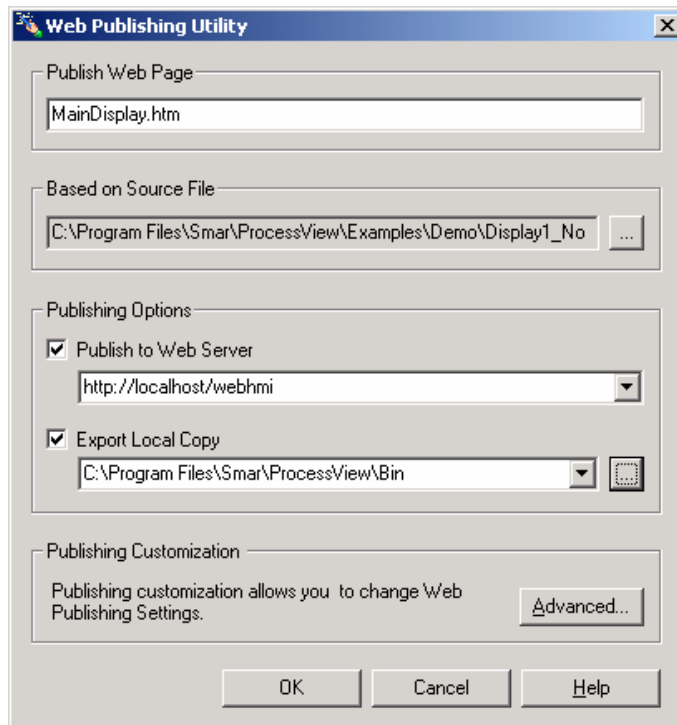 Web Publishing Utility
Publish Web Page
MainDisplay.htm
Based on Source File
C:\Program Files\Smar\ProcessView\Examples\Demo\Display1_No
...
Publishing Options
Publish to Web Server
http://localhost/webhmi
Export Local Copy
C:\Program Files\Smar\ProcessView\Bin
...
Publishing Customization
Publishing customization allows you to change Web
Publishing Settings.
Advanced...
OK
Cancel
Help